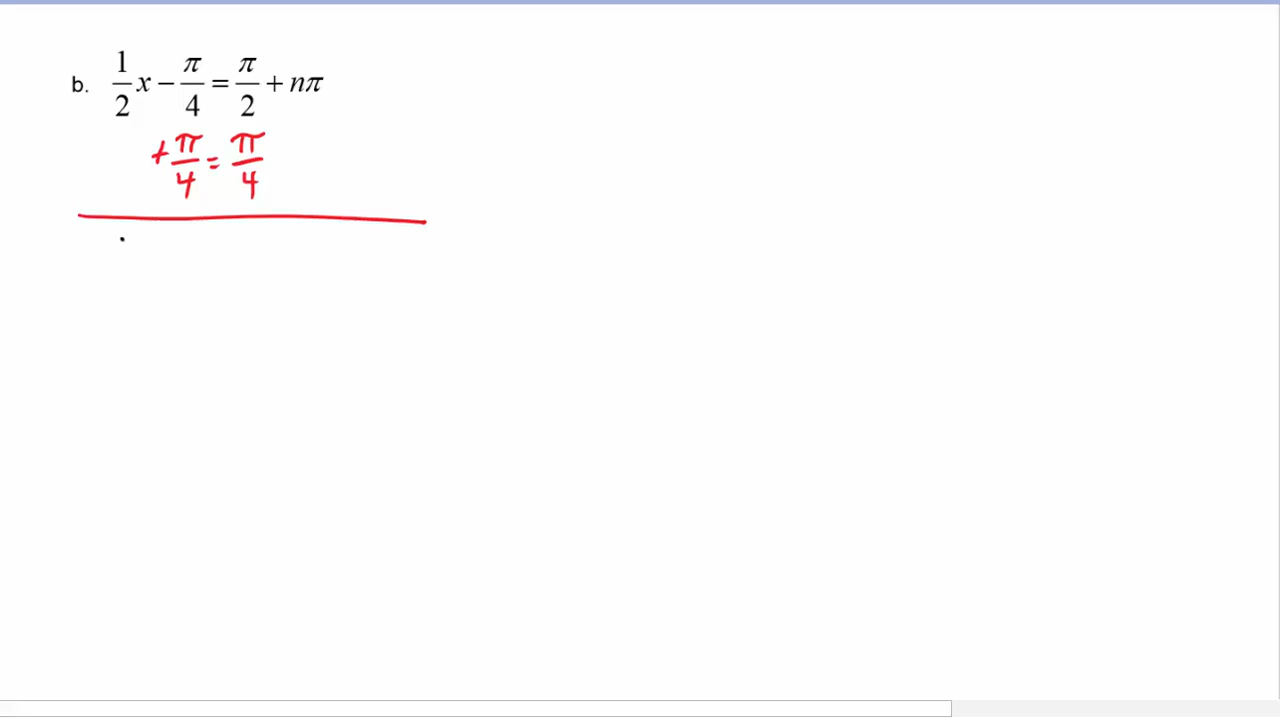 b. 1/2 x − π/4 = π/2 + nπ
+ π/4 = π/4